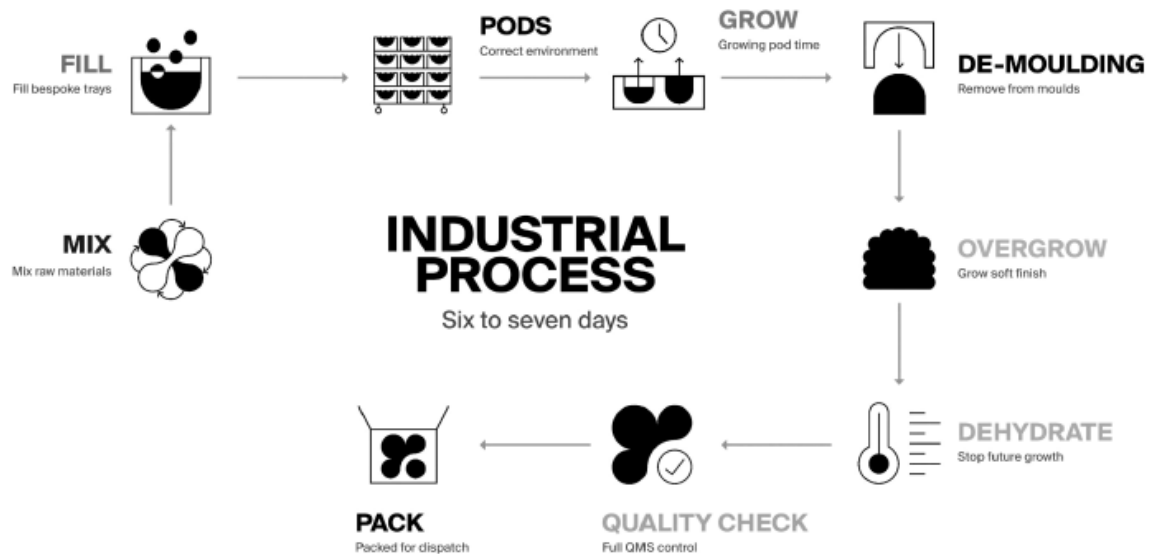 FILL
Fill bespoke trays
PODS
Correct environment
GROW
Growing pod time
DE-MOULDING
Remove from moulds
MIX
Mix raw materials
INDUSTRIAL
PROCESS
Six to seven days
OVERGROW
Grow soft finish
DEHYDRATE
Stop future growth
QUALITY CHECK
Full QMS control
PACK
Packed for dispatch